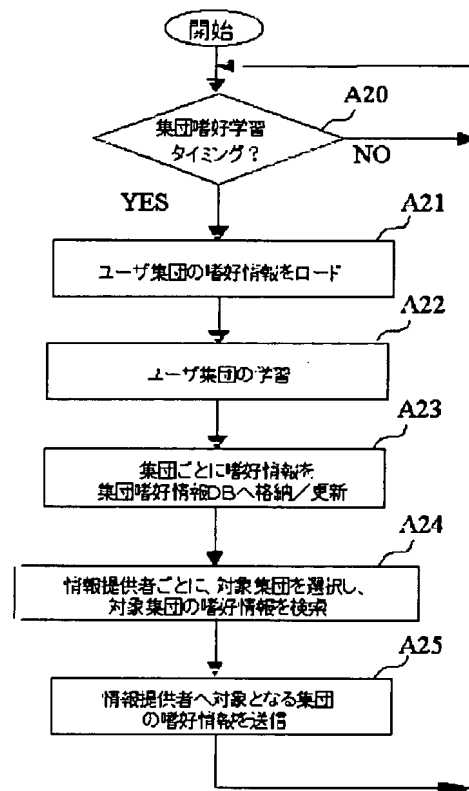 開始
A20
集団嗜好学習
タイミング?
NO
YES
A21
ユーザ集団の嗜好情報をロード
A22
ユーザ集団の学習
A23
集団ごとに嗜好情報を
集団嗜好情報DBへ格納/更新
A24
情報提供者ごとに、対象集団を選択し、
対象集団の嗜好情報を検索
A25
情報提供者へ対象となる集団
の嗜好情報を送信